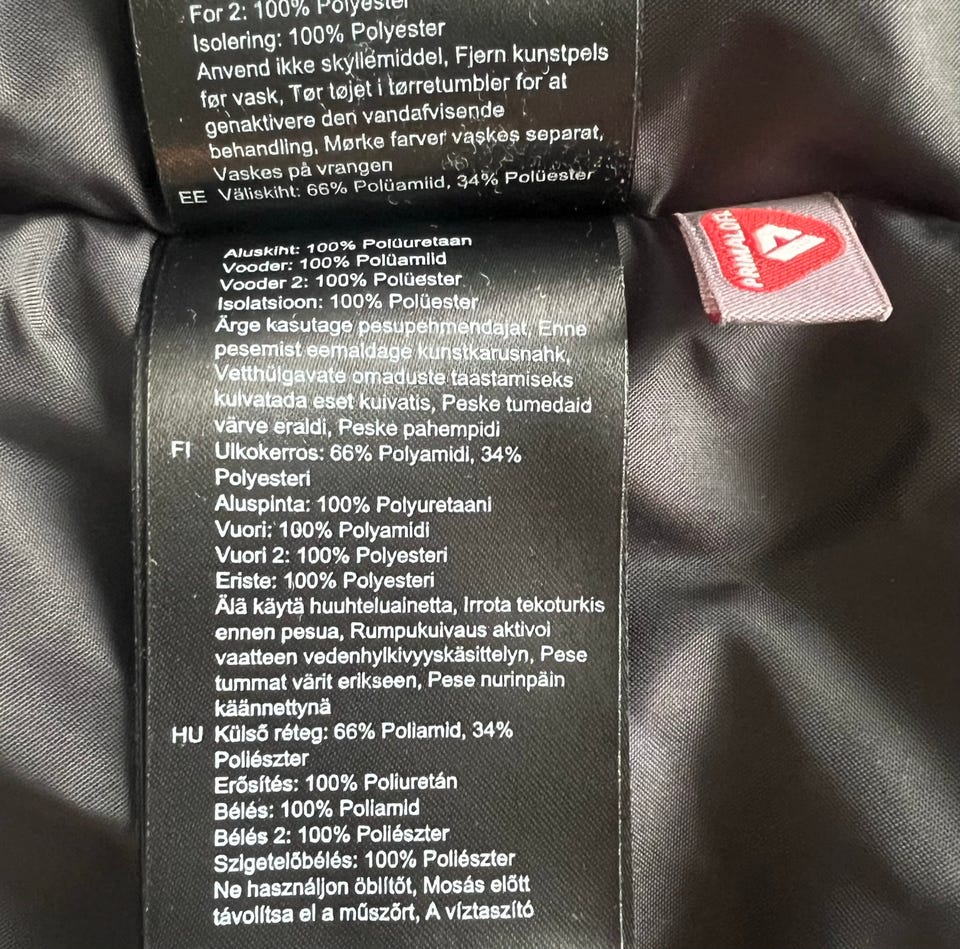 For 2: 100% Polyester
Isolering: 100% Polyester
Anvend ikke skyllemiddel, Fjern kunstpels
før vask, Tør tøjet i tørretumbler for at
genaktivere den vandafvisende
behandling, Mørke farver vaskes separat,
Vaskes på vrangen
EE Väliskiht: 66% Polüamiid, 34% Polüester
Aluskiht: 100% Polüuretaan
Vooder: 100% Polüamiid
Vooder 2: 100% Polüester
Isolatsioon: 100% Polüester
Ärge kasutage pesupehmendajat, Enne
pesemist eemaldage kunstkarusnahk,
Vetthülgavate omaduste taastamiseks
kuivatada eset kuivatis, Peske tumedaid
värve eraldi, Peske pahempidi
FI Ulkokerros: 66% Polyamidi, 34%
Polyesteri
Aluspinta: 100% Polyuretaani
Vuori: 100% Polyamidi
Vuori 2: 100% Polyesteri
Eriste: 100% Polyesteri
Älä käytä huuhteluainetta, Irrota tekoturkis
ennen pesua, Rumpukuivaus aktivoi
vaatteen vedenhylkivyyskäsittelyn, Pese
tummat värit erikseen, Pese nurinpäin
käännettynä
HU Külső réteg: 66% Poliamid, 34%
Poliészter
Erősítés: 100% Poliuretán
Bélés: 100% Poliamid
Bélés 2: 100% Poliészter
Szigetelőbélés: 100% Poliészter
Ne használjon öblítőt, Mosás előtt
távolítsa el a műszőrt, A víztaszító
PRIMALOFT